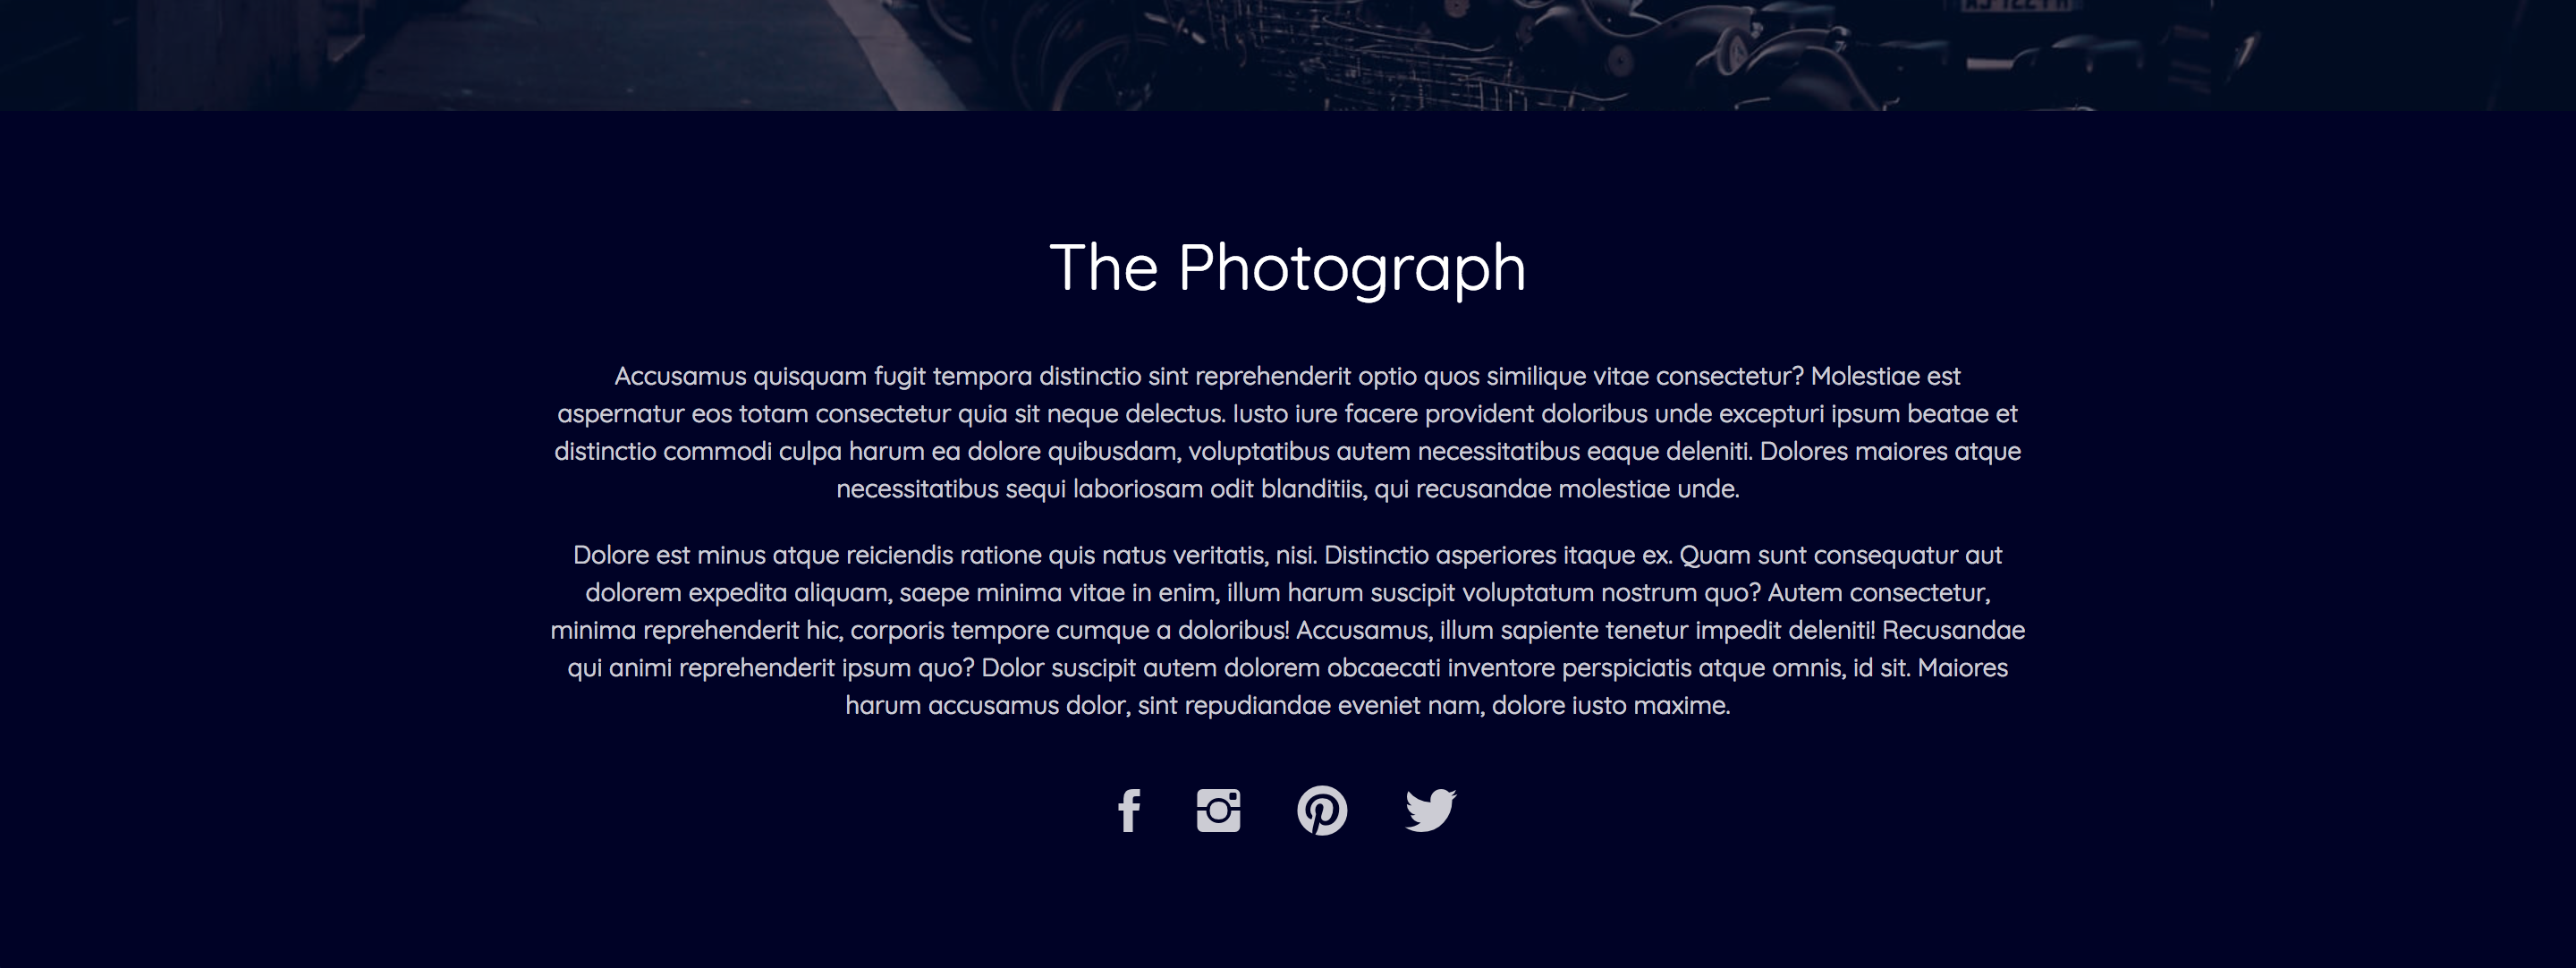 The Photograph
Accusamus quisquam fugit tempora distinctio sint reprehenderit optio quos similique vitae consectetur? Molestiae est
aspernatur eos totam consectetur quia sit neque delectus. Iusto iure facere provident doloribus unde excepturi ipsum beatae et
distinctio commodi culpa harum ea dolore quibusdam, voluptatibus autem necessitatibus eaque deleniti. Dolores maiores atque
necessitatibus sequi laboriosam odit blanditiis, qui recusandae molestiae unde.
Dolore est minus atque reiciendis ratione quis natus veritatis, nisi. Distinctio asperiores itaque ex. Quam sunt consequatur aut
dolorem expedita aliquam, saepe minima vitae in enim, illum harum suscipit voluptatum nostrum quo? Autem consectetur,
minima reprehenderit hic, corporis tempore cumque a doloribus! Accusamus, illum sapiente tenetur impedit deleniti! Recusandae
qui animi reprehenderit ipsum quo? Dolor suscipit autem dolorem obcaecati inventore perspiciatis atque omnis, id sit. Maiores
harum accusamus dolor, sint repudiandae eveniet nam, dolore iusto maxime.